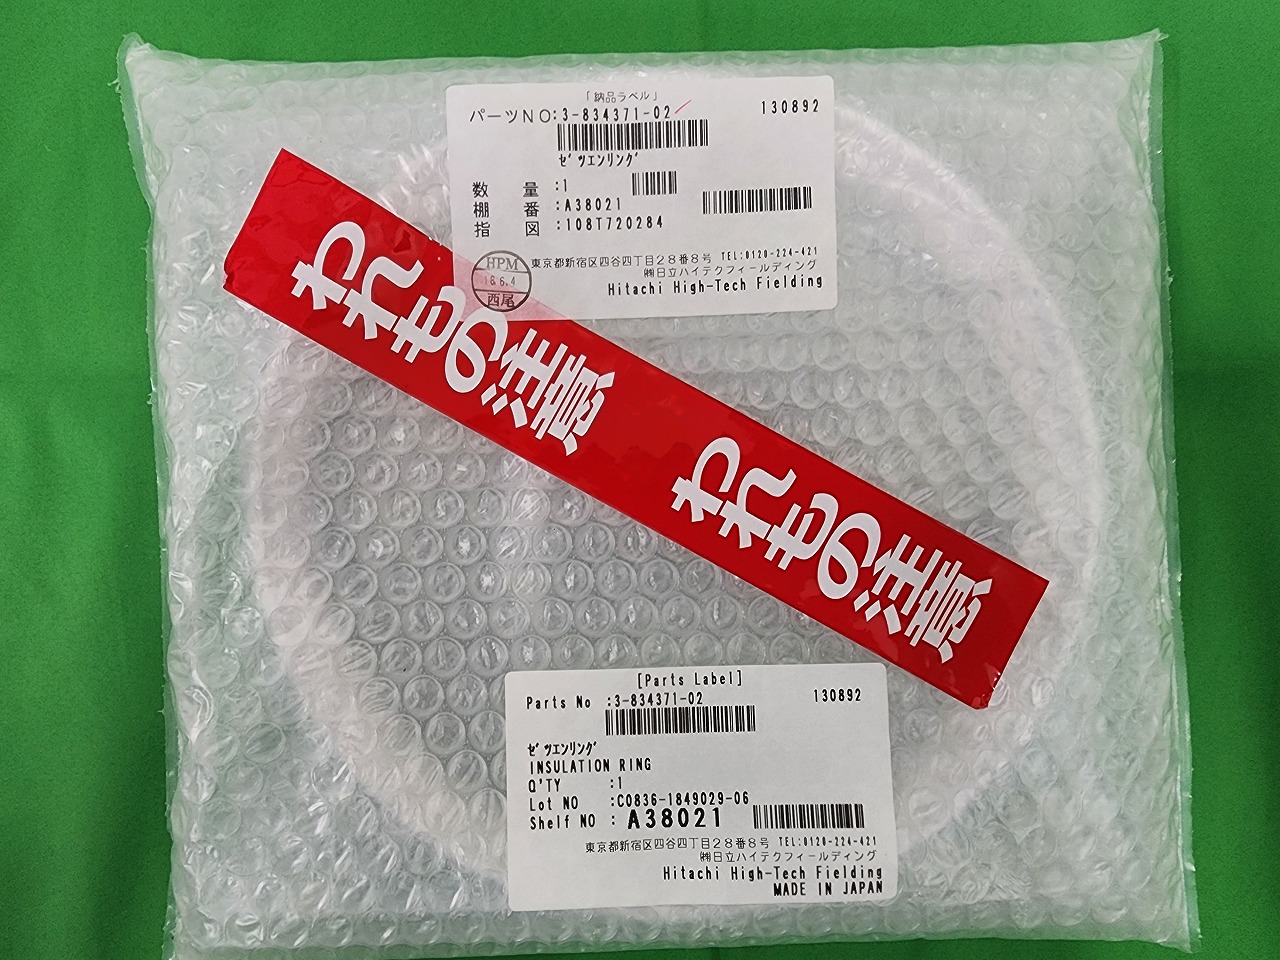 「納品ラベル」
パーツNO:3-834371-02
130892
ｾﾞﾂエンリンｸﾞ
数 量 :1
棚 番 :A38021
指 図 :108T720284
HPM
18.6.4
西尾
東京都新宿区四谷四丁目28番8号 TEL:0120-224-421
㈱日立ハイテクフィールディング
Hitachi High-Tech Fielding
われもの注意
われもの注意
[Parts Label]
Parts No :3-834371-02
130892
ｾﾞﾂエンリンｸﾞ
INSULATION RING
Q'TY :1
Lot NO :C0836-1849029-06
Shelf NO : A38021
東京都新宿区四谷四丁目28番8号 TEL:0120-224-421
㈱日立ハイテクフィールディング
Hitachi High-Tech Fielding
MADE IN JAPAN